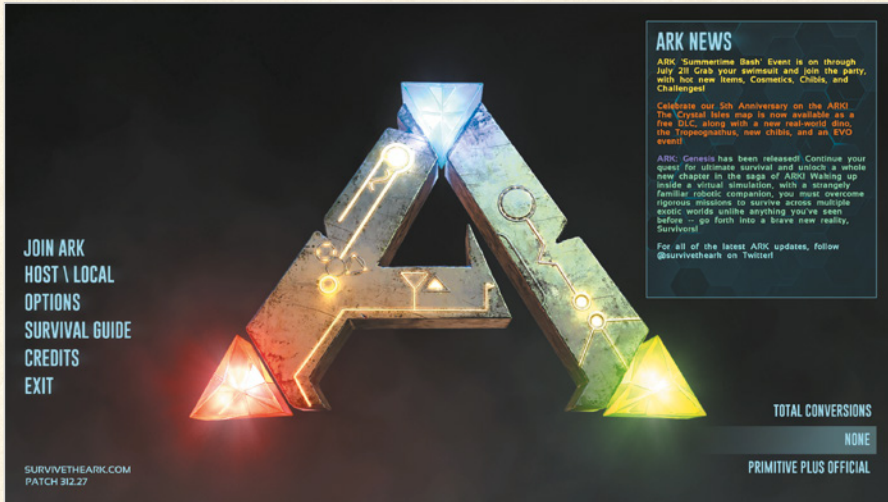 ARK NEWS
ARK 'Summertime Bash' Event is on through
July 21! Grab your swimsuit and join the party,
with hot new Items, Cosmetics, Chibis, and
Challenges!
Celebrate our 5th Anniversary on the ARK!
The Crystal Isles map is now available as a
free DLC, along with a new real-world dino,
the Tropeognathus, new chibis, and an EVO
event!
ARK: Genesis has been released! Continue your
quest for ultimate survival and unlock a whole
new chapter in the saga of ARK! Waking up
inside a virtual simulation, with a strangely
familiar robotic companion, you must overcome
rigorous missions to survive across multiple
exotic worlds unlike anything you've seen
before -- go forth into a brave new reality,
Survivors!
For all of the latest ARK updates, follow
@survivetheark on Twitter!
JOIN ARK
HOST \ LOCAL
OPTIONS
SURVIVAL GUIDE
CREDITS
EXIT
TOTAL CONVERSIONS
NONE
PRIMITIVE PLUS OFFICIAL
SURVIVETHEARK.COM
PATCH 312.27